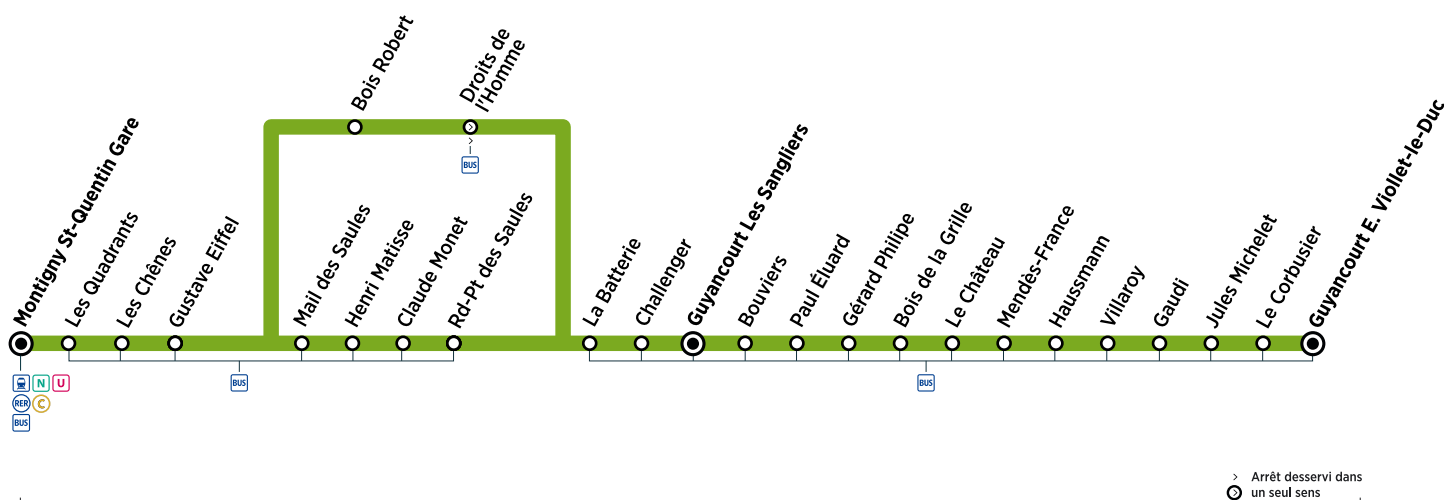 Montigny St-Quentin Gare
Les Quadrants
Les Chênes
Gustave Eiffel
Bois Robert
Droits de
l'Homme
Mail des Saules
Henri Matisse
Claude Monet
Rd-Pt des Saules
La Batterie
Challenger
Guyancourt Les Sangliers
Bouviers
Paul Éluard
Gérard Philipe
Bois de la Grille
Le Château
Mendès-France
Haussmann
Villaroy
Gaudi
Jules Michelet
Le Corbusier
Guyancourt E. Viollet-le-Duc
BUS
N U
RER C
BUS
BUS
BUS
Arrêt desservi dans
un seul sens